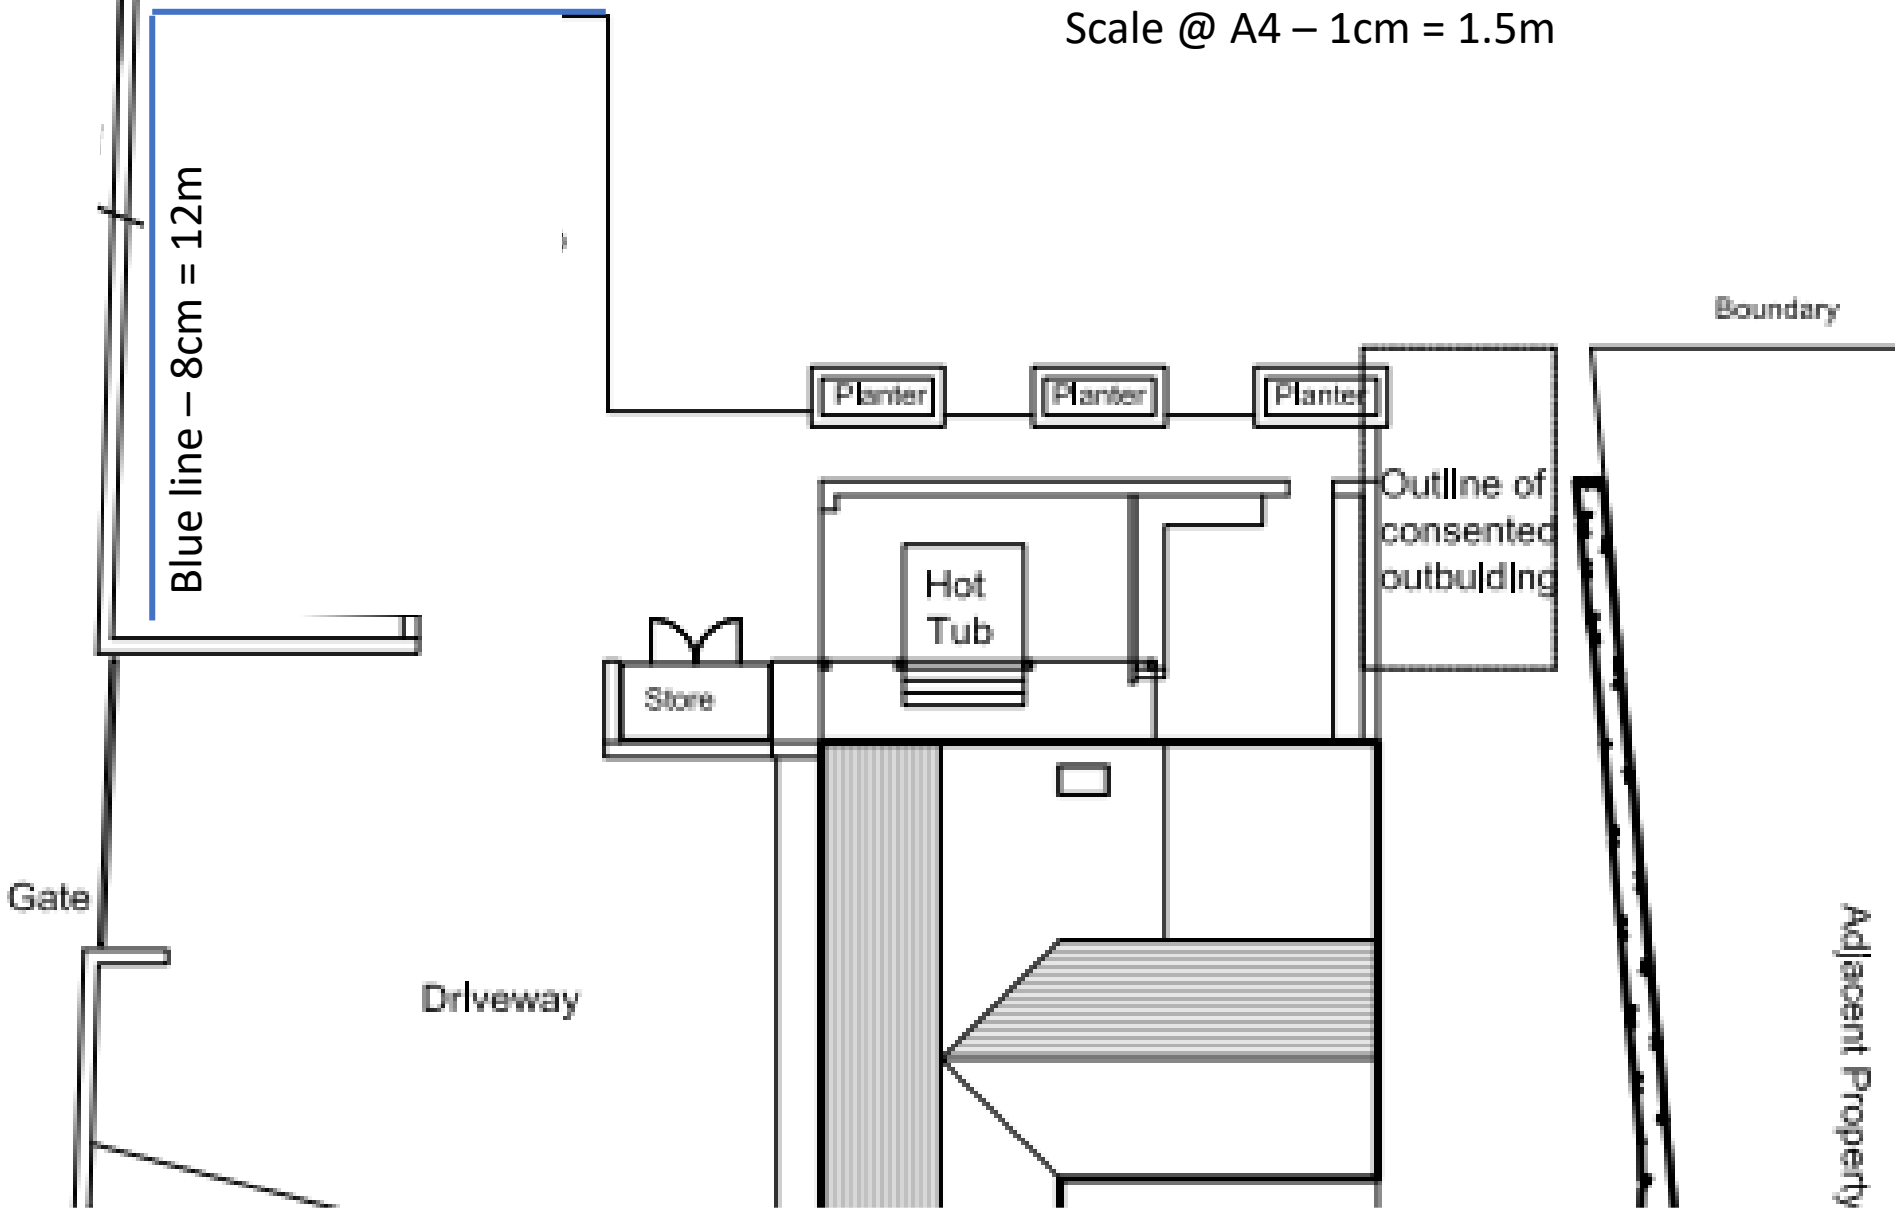 Scale @ A4 – 1cm = 1.5m
Blue line – 8cm = 12m
Boundary
Planter
Planter
Planter
Outline of
consented
outbuiding
Hot
Tub
Store
Gate
Driveway
Adjacent Property